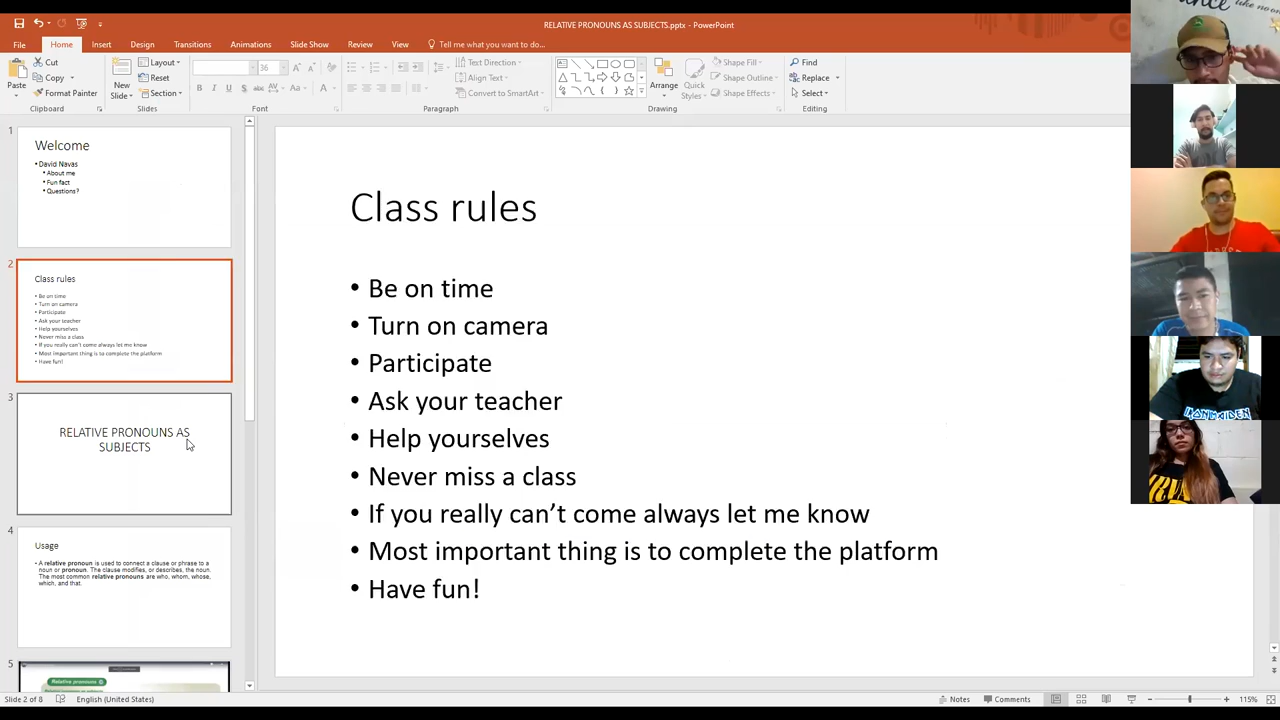 RELATIVE PRONOUNS AS SUBJECTS.pptx - PowerPoint
File Home Insert Design Transitions Animations Slide Show Review View Tell me what you want to do...
Paste
Cut
Copy
Format Painter
Clipboard
New
Slide
Layout
Reset
Section
Slides
36
Font
Text Direction
Align Text
Convert to SmartArt
Paragraph
Arrange
Quick
Styles
Shape Fill
Shape Outline
Shape Effects
Drawing
Find
Replace
Select
Editing
1
Welcome
• David Navas
• About me
• Fun fact
• Questions?
2
Class rules
• Be on time
• Turn on camera
• Participate
• Ask your teacher
• Help yourselves
• Never miss a class
• If you really can't come always let me know
• Most important thing is to complete the platform
• Have fun!
3
RELATIVE PRONOUNS AS
SUBJECTS
4
Usage
• A relative pronoun is used to connect a clause or phrase to a
noun or pronoun. The clause modifies, or describes, the noun.
The most common relative pronouns are who, whom, whose,
which, and that.
5
Relative pronouns
Class rules
• Be on time
• Turn on camera
• Participate
• Ask your teacher
• Help yourselves
• Never miss a class
• If you really can't come always let me know
• Most important thing is to complete the platform
• Have fun!
IRON MAIDEN
Slide 2 of 8 English (United States) Notes Comments 115%